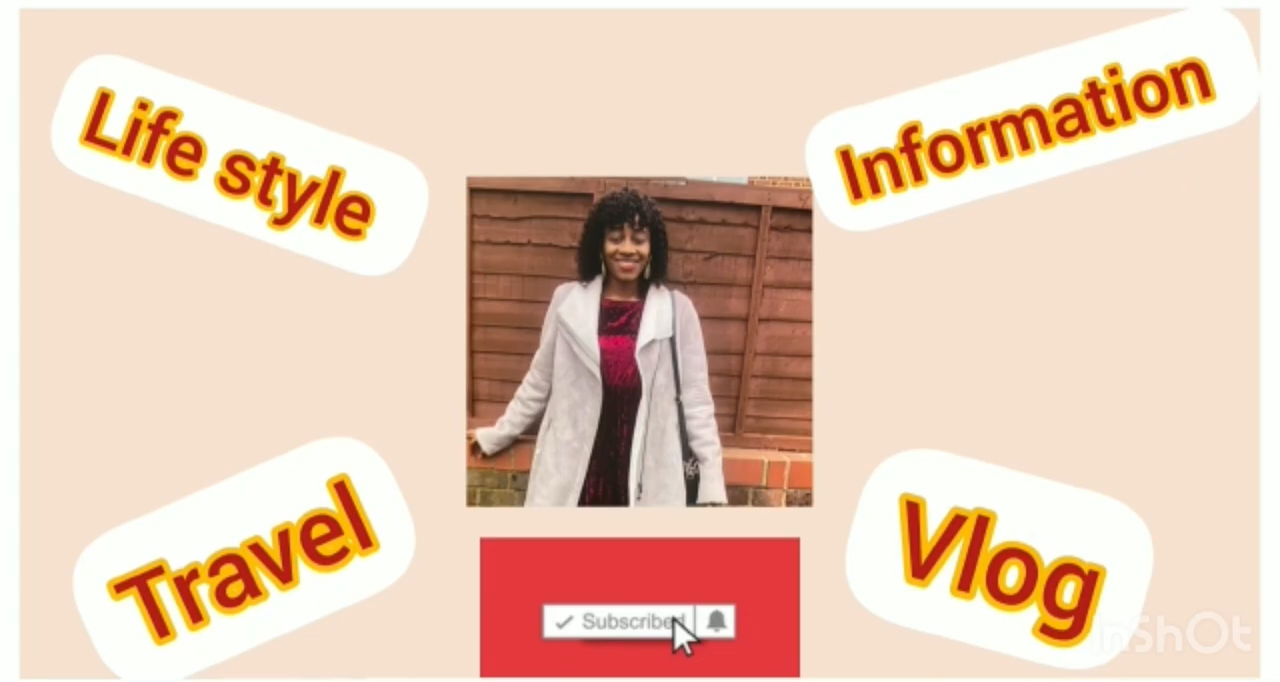 Life style
Information
Travel
Vlog
Subscribed
InShOt